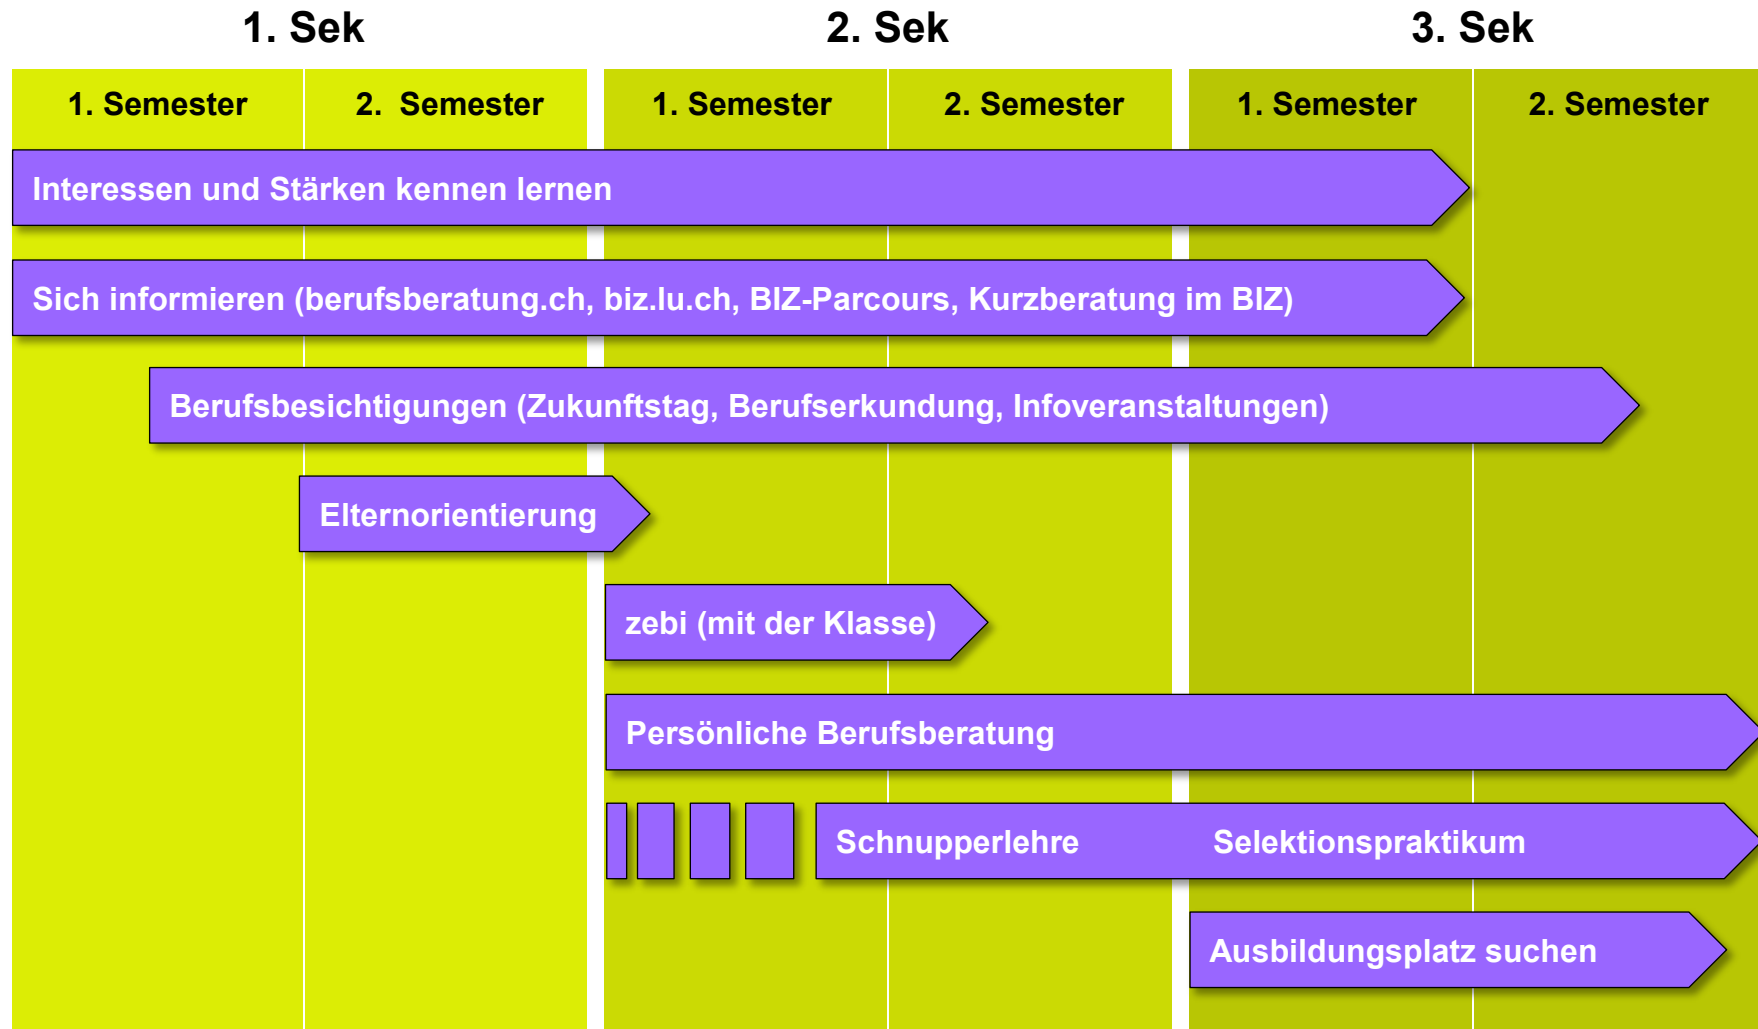 1. Sek
2. Sek
3. Sek
1. Semester
2. Semester
1. Semester
2. Semester
1. Semester
2. Semester
Interessen und Stärken kennen lernen
Sich informieren (berufsberatung.ch, biz.lu.ch, BIZ-Parcours, Kurzberatung im BIZ)
Berufsbesichtigungen (Zukunftstag, Berufserkundung, Infoveranstaltungen)
Elternorientierung
zebi (mit der Klasse)
Persönliche Berufsberatung
Schnupperlehre
Selektionspraktikum
Ausbildungsplatz suchen